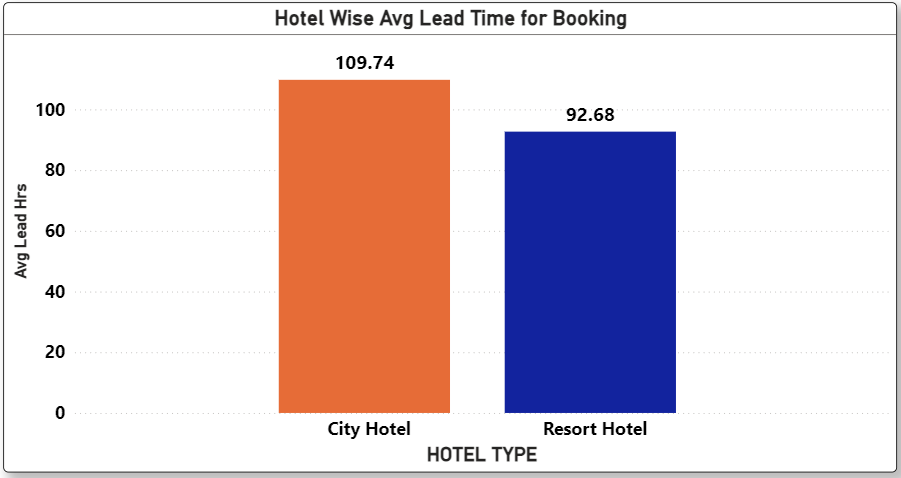 Hotel Wise Avg Lead Time for Booking
109.74
92.68
100
80
60
40
20
0
Avg Lead Hrs
City Hotel
Resort Hotel
HOTEL TYPE